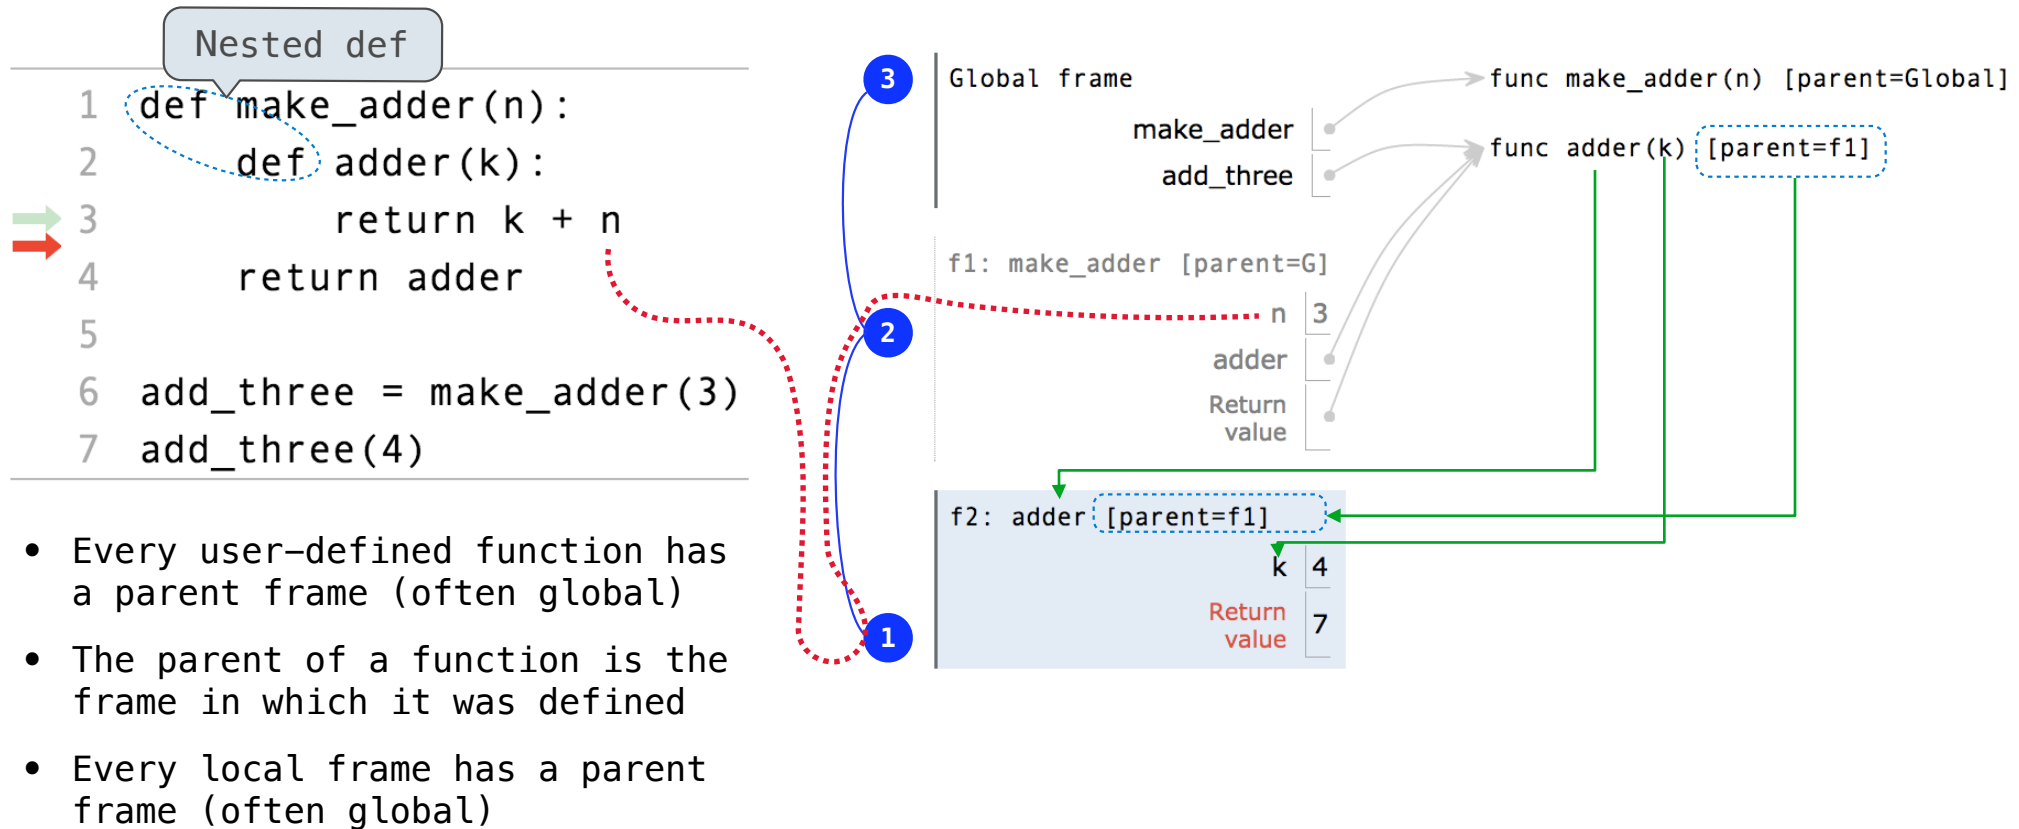 Nested def
1 def make_adder(n):
2     def adder(k):
3         return k + n
4     return adder
5
6 add_three = make_adder(3)
7 add_three(4)
• Every user–defined function has
a parent frame (often global)
• The parent of a function is the
frame in which it was defined
• Every local frame has a parent
frame (often global)
3
Global frame
make_adder
add_three
func make_adder(n) [parent=Global]
func adder(k) [parent=f1]
2
f1: make_adder [parent=G]
n 3
adder
Return
value
1
f2: adder [parent=f1]
k 4
Return
value 7